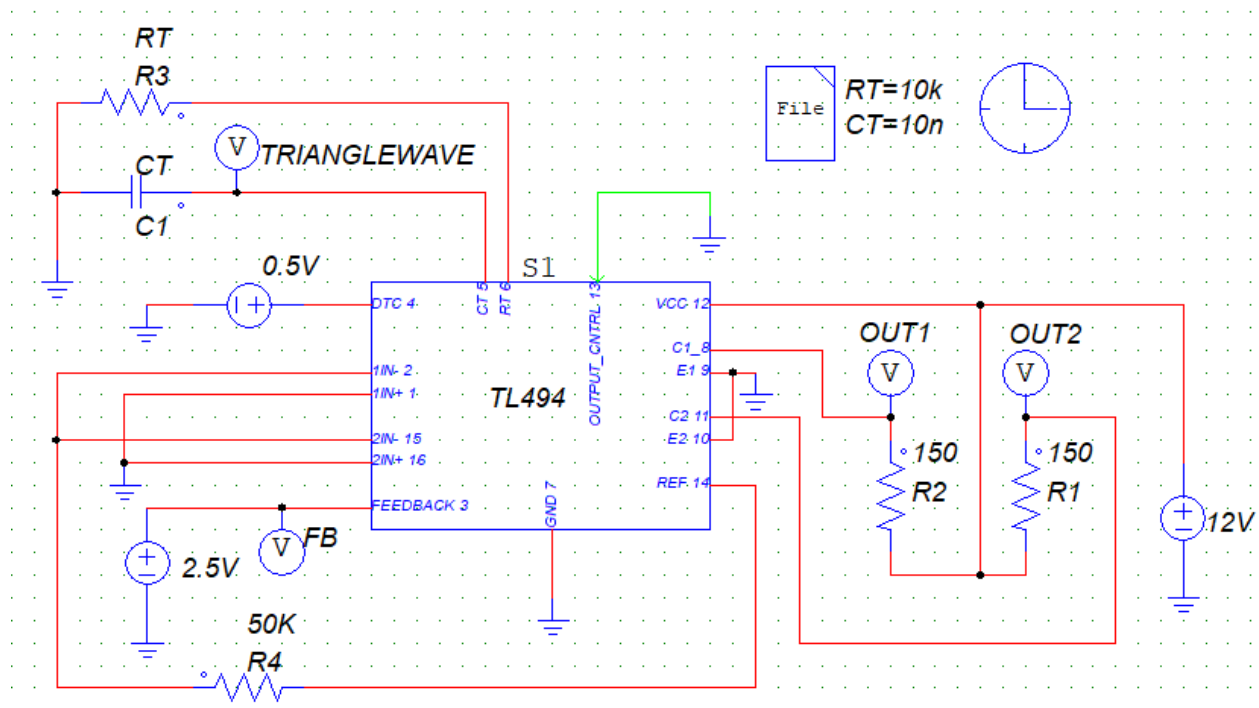 RT
R3
V
TRIANGLEWAVE
CT
C1
File
RT=10k
CT=10n
0.5V
S1
DTC 4
CT 5
RT 6
OUTPUT_CNTRL 13
VCC 12
1IN- 2
1IN+ 1
2IN- 15
2IN+ 16
FEEDBACK 3
TL494
GND 7
C1_8
E1 9
C2 11
E2 10
REF 14
OUT1
V
OUT2
V
150
R2
150
R1
12V
2.5V
V
FB
50K
R4